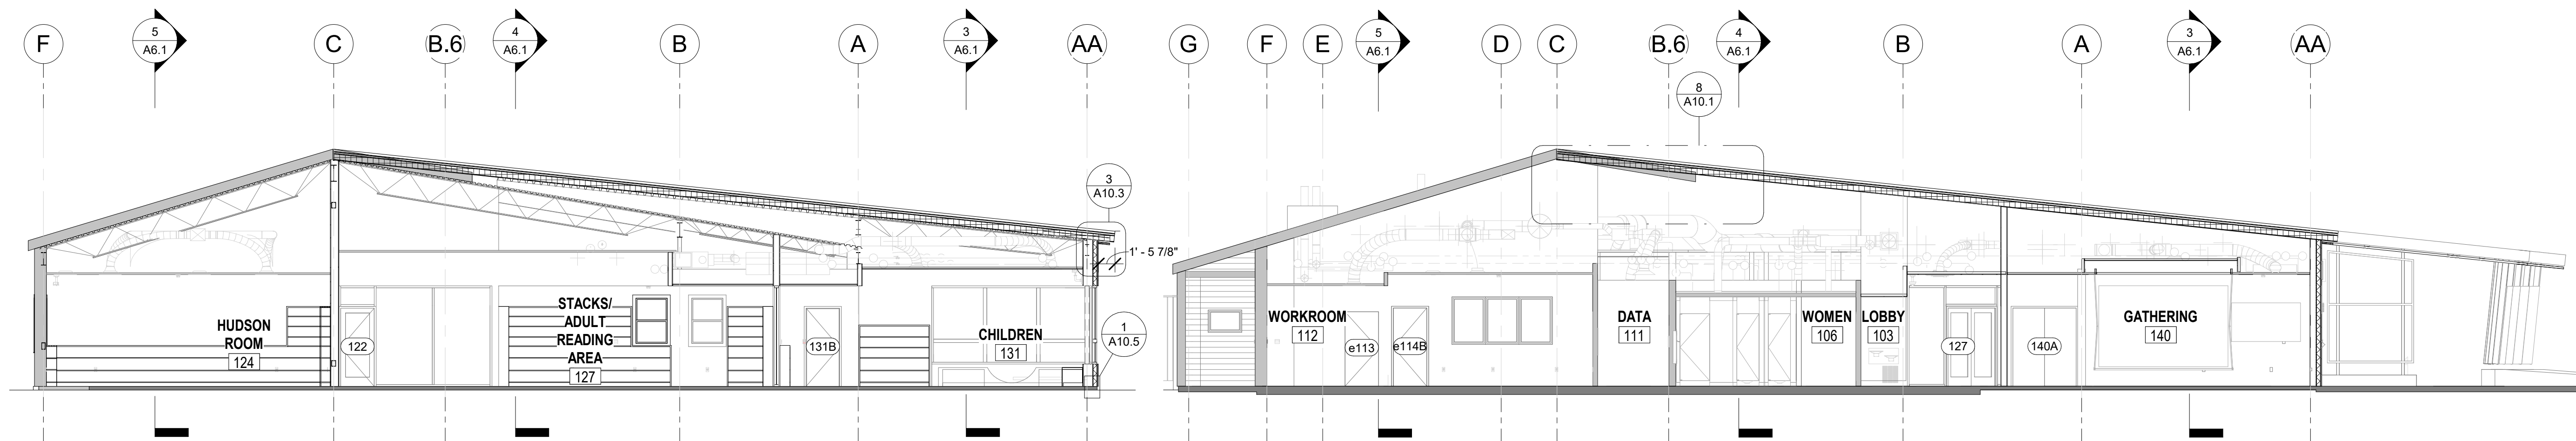 F
5
A6.1
C
B.6
4
A6.1
B
A
3
A6.1
AA
G
F
E
5
A6.1
D
C
B.6
4
A6.1
B
A
3
A6.1
AA
8
A10.1
3
A10.3
1' - 5 7/8"
1
A10.5
HUDSON
ROOM
124
122
STACKS/
ADULT
READING
AREA
127
131B
CHILDREN
131
WORKROOM
112
e113
e114B
DATA
111
WOMEN
106
LOBBY
103
127
140A
GATHERING
140